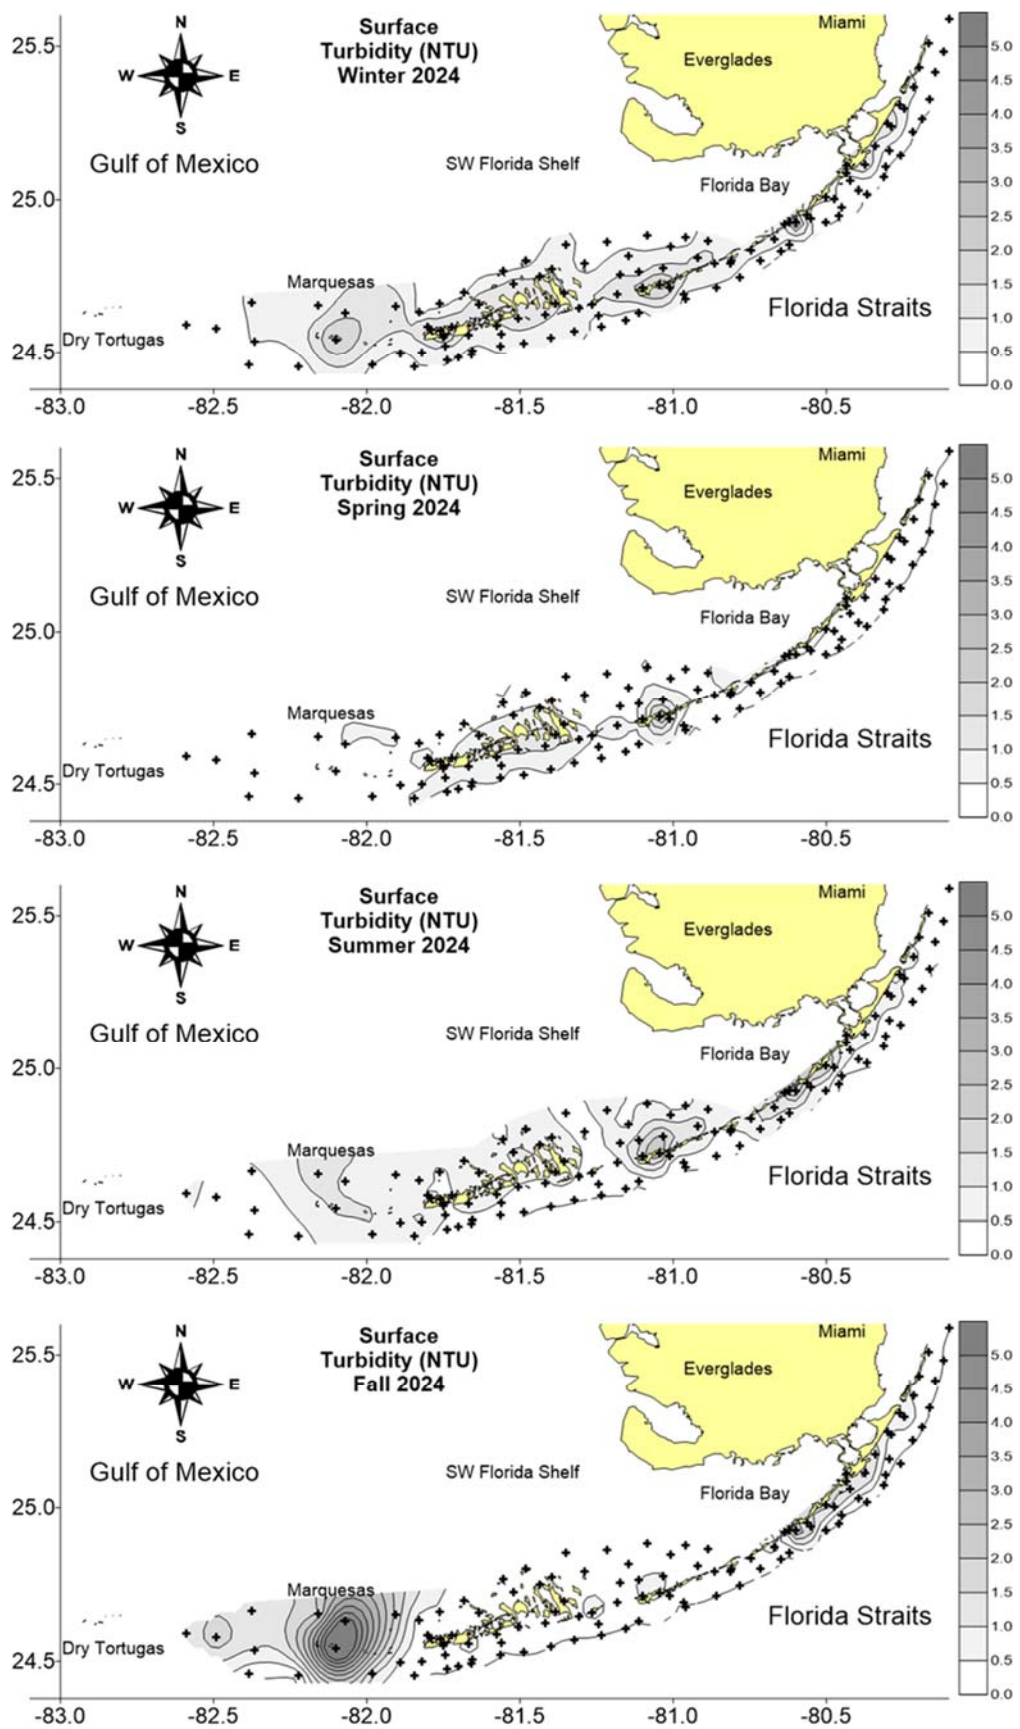 N
W E
S
Surface
Turbidity (NTU)
Winter 2024
Miami
Everglades
Gulf of Mexico
SW Florida Shelf
Florida Bay
Marquesas
Dry Tortugas
Florida Straits
25.5
25.0
24.5
-83.0 -82.5 -82.0 -81.5 -81.0 -80.5
5.0
4.5
4.0
3.5
3.0
2.5
2.0
1.5
1.0
0.5
0.0
N
W E
S
Surface
Turbidity (NTU)
Spring 2024
Miami
Everglades
Gulf of Mexico
SW Florida Shelf
Florida Bay
Marquesas
Dry Tortugas
Florida Straits
25.5
25.0
24.5
-83.0 -82.5 -82.0 -81.5 -81.0 -80.5
5.0
4.5
4.0
3.5
3.0
2.5
2.0
1.5
1.0
0.5
0.0
N
W E
S
Surface
Turbidity (NTU)
Summer 2024
Miami
Everglades
Gulf of Mexico
SW Florida Shelf
Florida Bay
Marquesas
Dry Tortugas
Florida Straits
25.5
25.0
24.5
-83.0 -82.5 -82.0 -81.5 -81.0 -80.5
5.0
4.5
4.0
3.5
3.0
2.5
2.0
1.5
1.0
0.5
0.0
N
W E
S
Surface
Turbidity (NTU)
Fall 2024
Miami
Everglades
Gulf of Mexico
SW Florida Shelf
Florida Bay
Marquesas
Dry Tortugas
Florida Straits
25.5
25.0
24.5
-83.0 -82.5 -82.0 -81.5 -81.0 -80.5
5.0
4.5
4.0
3.5
3.0
2.5
2.0
1.5
1.0
0.5
0.0